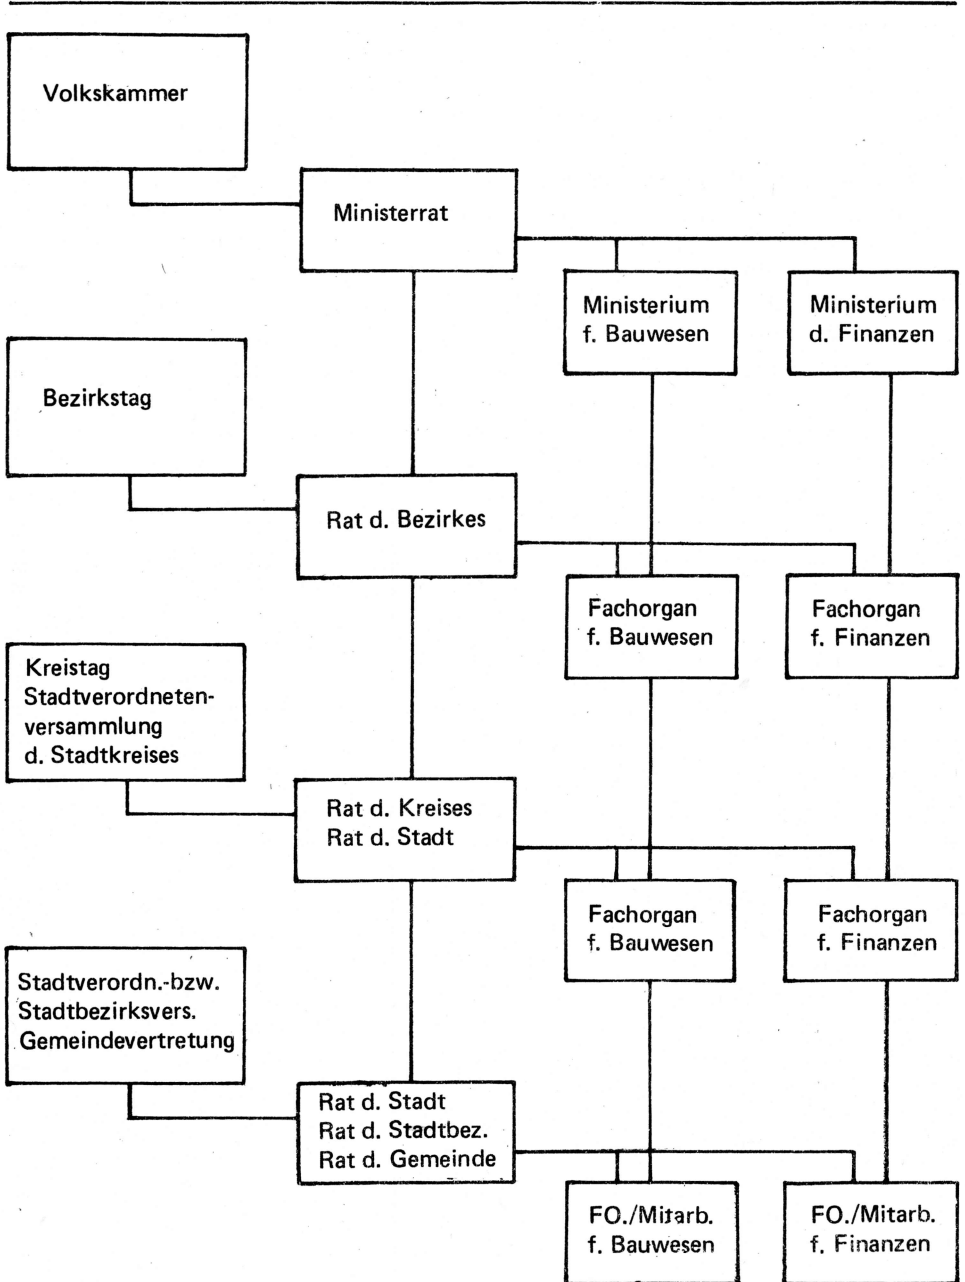 Volkskammer
Ministerrat
Ministerium
f. Bauwesen
Ministerium
d. Finanzen
Bezirkstag
Rat d. Bezirkes
Fachorgan
f. Bauwesen
Fachorgan
f. Finanzen
Kreistag
Stadtverordneten-
versammlung
d. Stadtkreises
Rat d. Kreises
Rat d. Stadt
Fachorgan
f. Bauwesen
Fachorgan
f. Finanzen
Stadtverordn.-bzw.
Stadtbezirksvers.
Gemeindevertretung
Rat d. Stadt
Rat d. Stadtbez.
Rat d. Gemeinde
FO./Mitarb.
f. Bauwesen
FO./Mitarb.
f. Finanzen